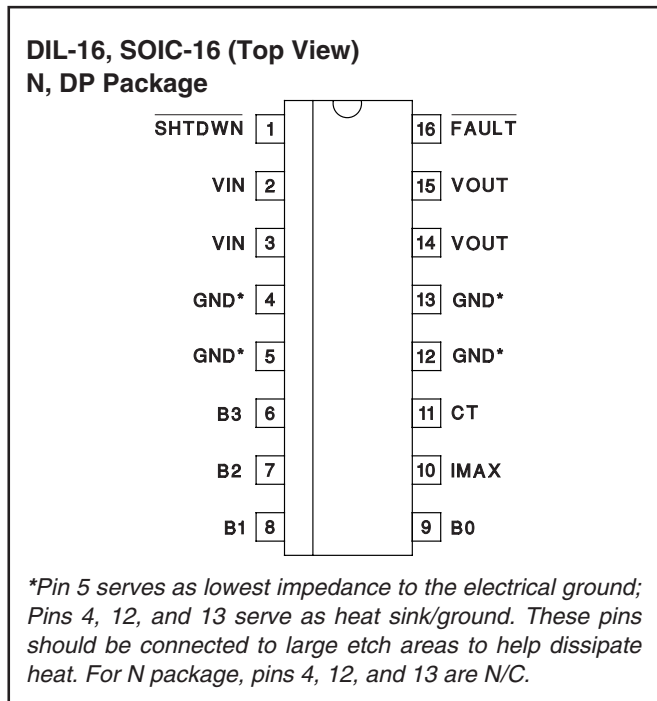 DIL-16, SOIC-16 (Top View)
N, DP Package
SHTDWN 1 16 FAULT
VIN 2 15 VOUT
VIN 3 14 VOUT
GND* 4 13 GND*
GND* 5 12 GND*
B3 6 11 CT
B2 7 10 IMAX
B1 8 9 B0
*Pin 5 serves as lowest impedance to the electrical ground;
Pins 4, 12, and 13 serve as heat sink/ground. These pins
should be connected to large etch areas to help dissipate
heat. For N package, pins 4, 12, and 13 are N/C.